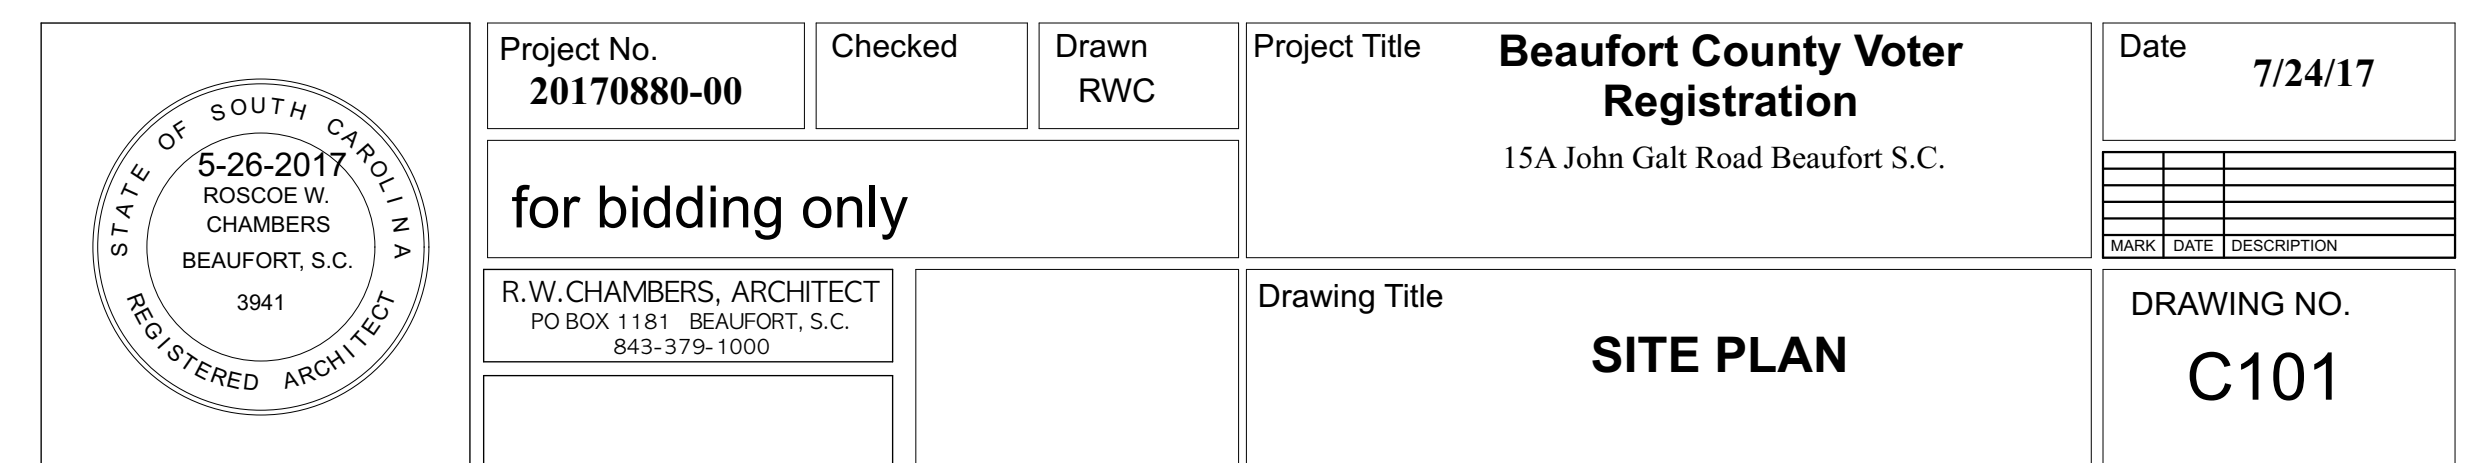 STATE OF SOUTH CAROLINA
5-26-2017
ROSCOE W.
CHAMBERS
BEAUFORT, S.C.
3941
REGISTERED ARCHITECT
Project No.
20170880-00
Checked
Drawn
RWC
for bidding only
R.W.CHAMBERS, ARCHITECT
PO BOX 1181 BEAUFORT, S.C.
843-379-1000
Project Title
Beaufort County Voter
Registration
15A John Galt Road Beaufort S.C.
Drawing Title
SITE PLAN
Date
7/24/17
MARK DATE DESCRIPTION
DRAWING NO.
C101